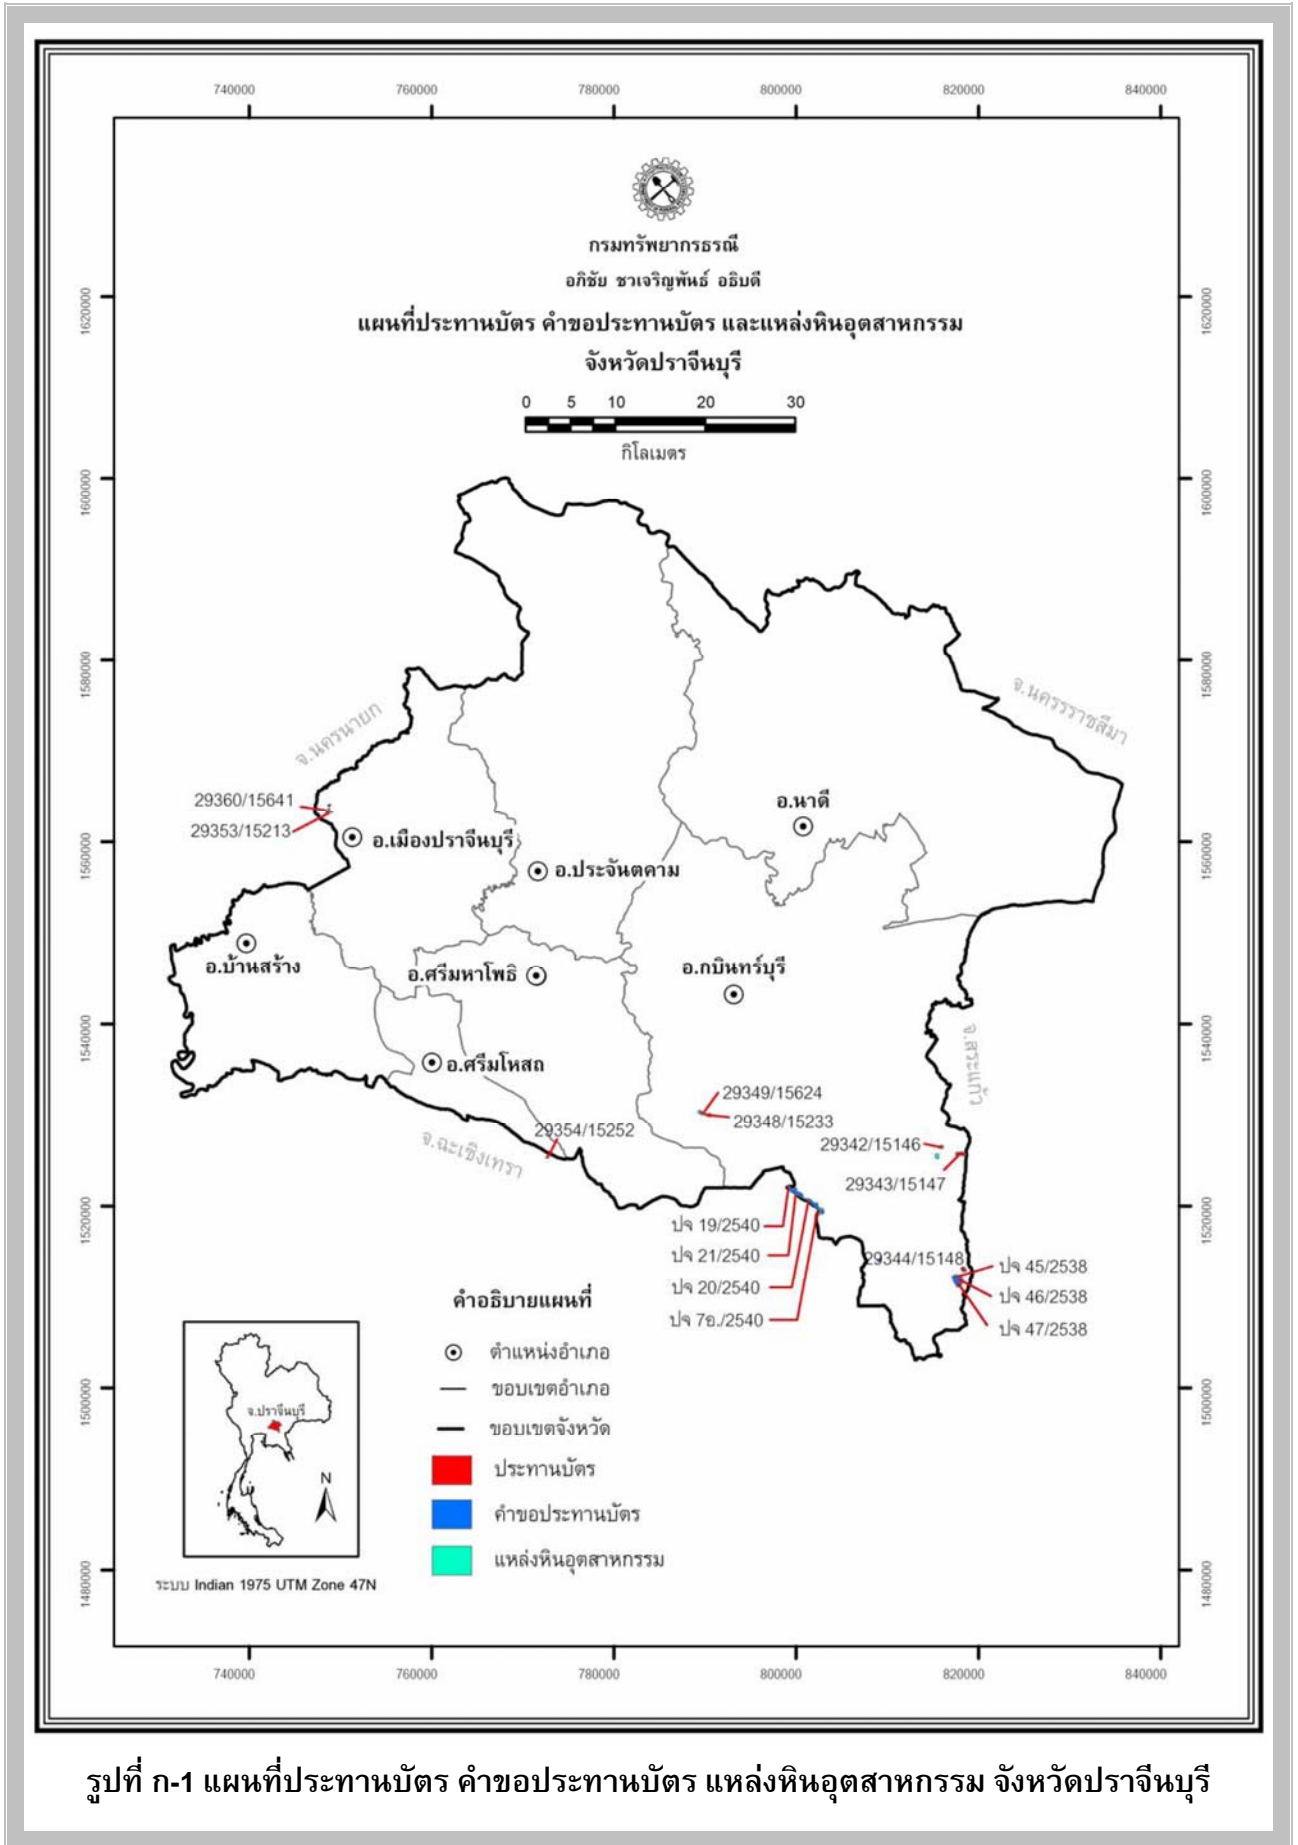 740000 760000 780000 800000 820000 840000
กรมทรัพยากรธรณี
อภิชัย ชวเจริญพันธ์ อธิบดี
แผนที่ประทานบัตร คำขอประทานบัตร และแหล่งหินอุตสาหกรรม
จังหวัดปราจีนบุรี
0 5 10 20 30
กิโลเมตร
1620000 1620000
1600000 1600000
1580000 1580000
จ.นครนายก
จ.นครรราชสีมา
29360/15641
29353/15213
อ.เมืองปราจีนบุรี
อ.ประจันตคาม
อ.นาดี
1560000 1560000
อ.บ้านสร้าง
อ.ศรีมหาโพธิ
อ.กบินทร์บุรี
1540000 1540000
อ.ศรีมโหสถ
จ.สระแก้ว
29349/15624
29348/15233
29354/15252
จ.ฉะเชิงเทรา
29342/15146
29343/15147
1520000 1520000
ปจ 19/2540
ปจ 21/2540
ปจ 20/2540
ปจ 7อ./2540
29344/15148
ปจ 45/2538
ปจ 46/2538
ปจ 47/2538
1500000 1500000
คำอธิบายแผนที่
ตำแหน่งอำเภอ
ขอบเขตอำเภอ
ขอบเขตจังหวัด
ประทานบัตร
คำขอประทานบัตร
แหล่งหินอุตสาหกรรม
จ.ปราจีนบุรี
N
ระบบ Indian 1975 UTM Zone 47N
1480000 1480000
740000 760000 780000 800000 820000 840000
รูปที่ ก-1 แผนที่ประทานบัตร คำขอประทานบัตร แหล่งหินอุตสาหกรรม จังหวัดปราจีนบุรี